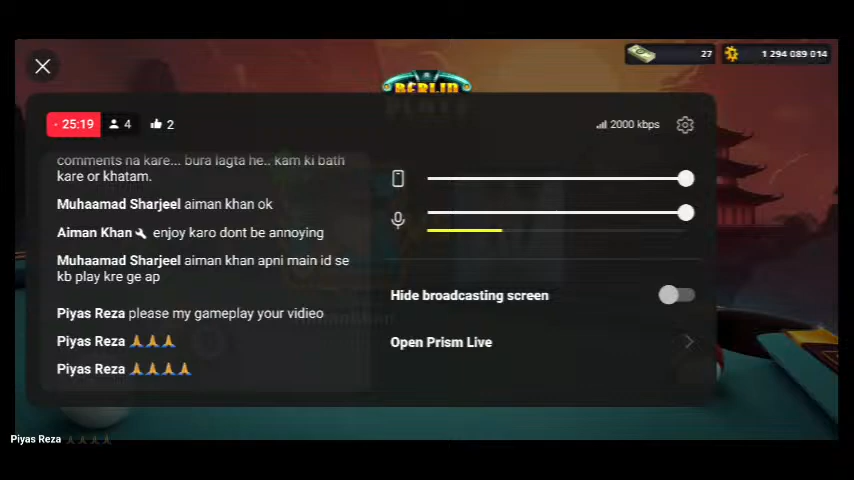 27
1 294 089 014
BERLIN
PLATZ
25:19
4
2
2000 kbps
comments na kare... bura lagta he.. kam ki bath
kare or khatam.
Muhaamad Sharjeel aiman khan ok
Aiman Khan enjoy karo dont be annoying
Muhaamad Sharjeel aiman khan apni main id se
kb play kre ge ap
Piyas Reza please my gameplay your vidieo
Piyas Reza 🙏🙏🙏
Piyas Reza 🙏🙏🙏🙏
Hide broadcasting screen
Open Prism Live
Piyas Reza 🙏🙏🙏🙏